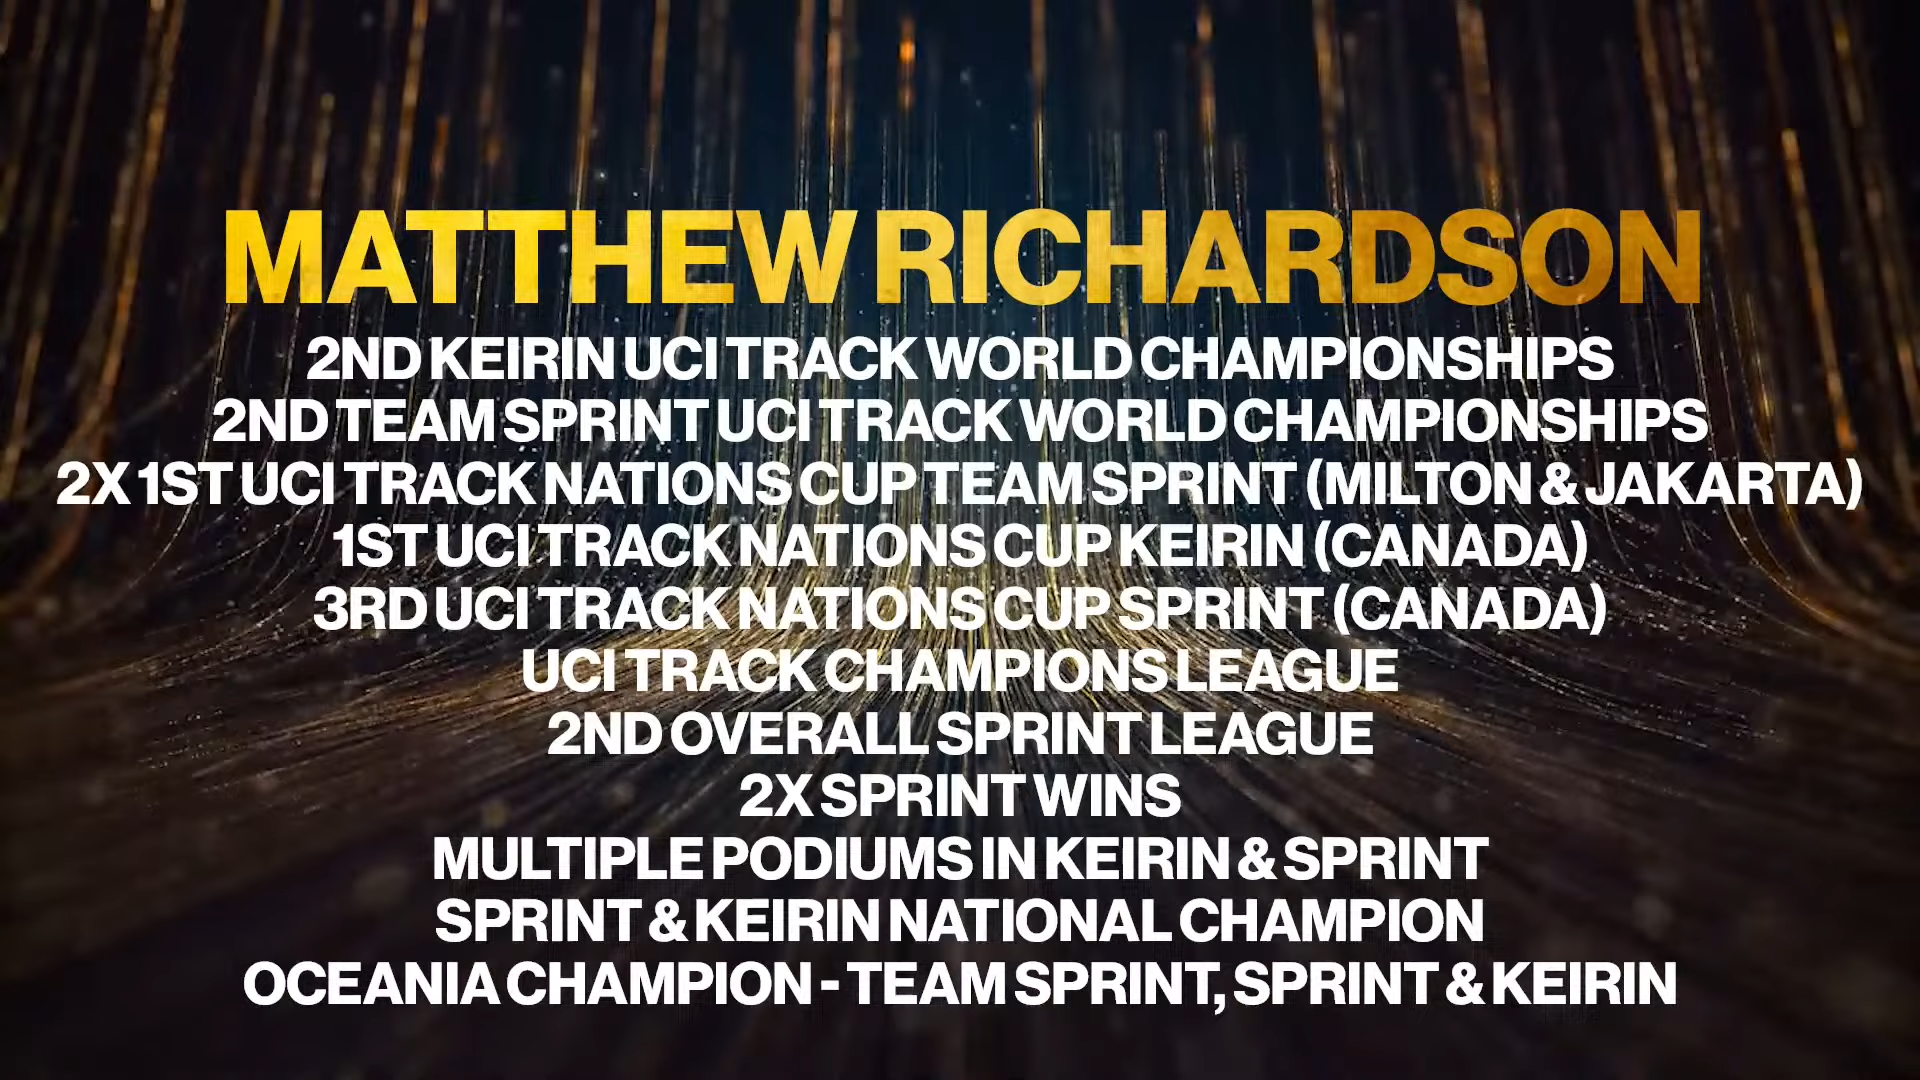 MATTHEW RICHARDSON
2ND KEIRIN UCI TRACK WORLD CHAMPIONSHIPS
2ND TEAM SPRINT UCI TRACK WORLD CHAMPIONSHIPS
2X 1ST UCI TRACK NATIONS CUP TEAM SPRINT (MILTON & JAKARTA)
1ST UCI TRACK NATIONS CUP KEIRIN (CANADA)
3RD UCI TRACK NATIONS CUP SPRINT (CANADA)
UCI TRACK CHAMPIONS LEAGUE
2ND OVERALL SPRINT LEAGUE
2X SPRINT WINS
MULTIPLE PODIUMS IN KEIRIN & SPRINT
SPRINT & KEIRIN NATIONAL CHAMPION
OCEANIA CHAMPION - TEAM SPRINT, SPRINT & KEIRIN